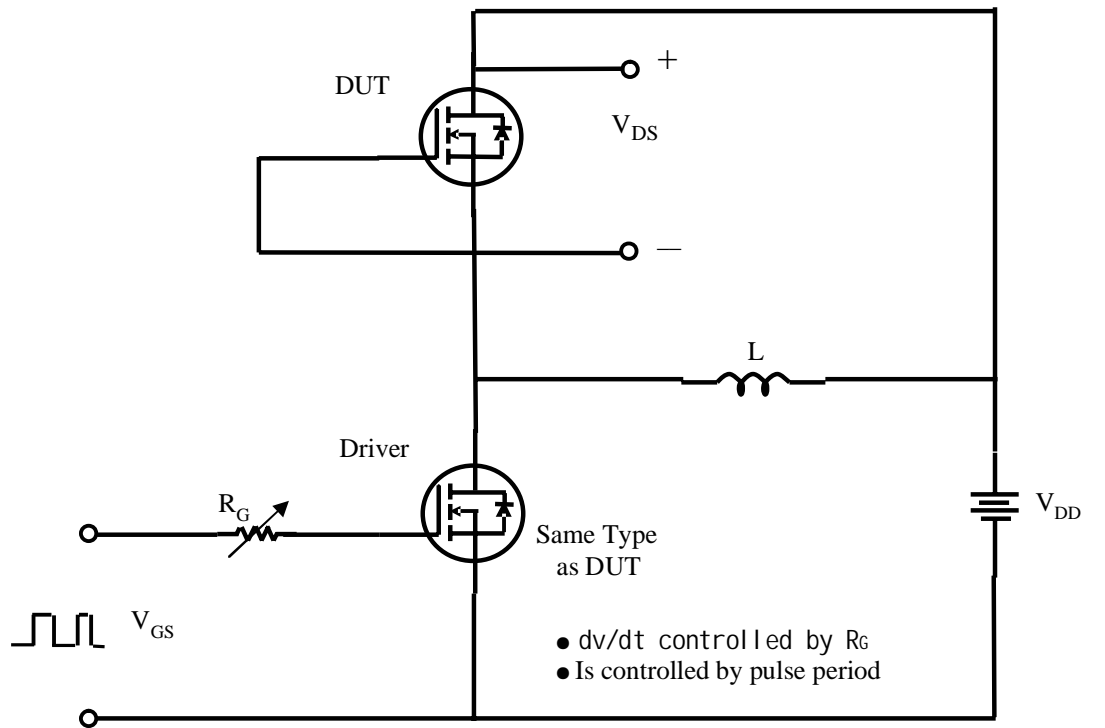 DUT
+
V_DS
—
L
Driver
R_G
V_DD
Same Type
as DUT
V_GS
● dv/dt controlled by RG
● Is controlled by pulse period